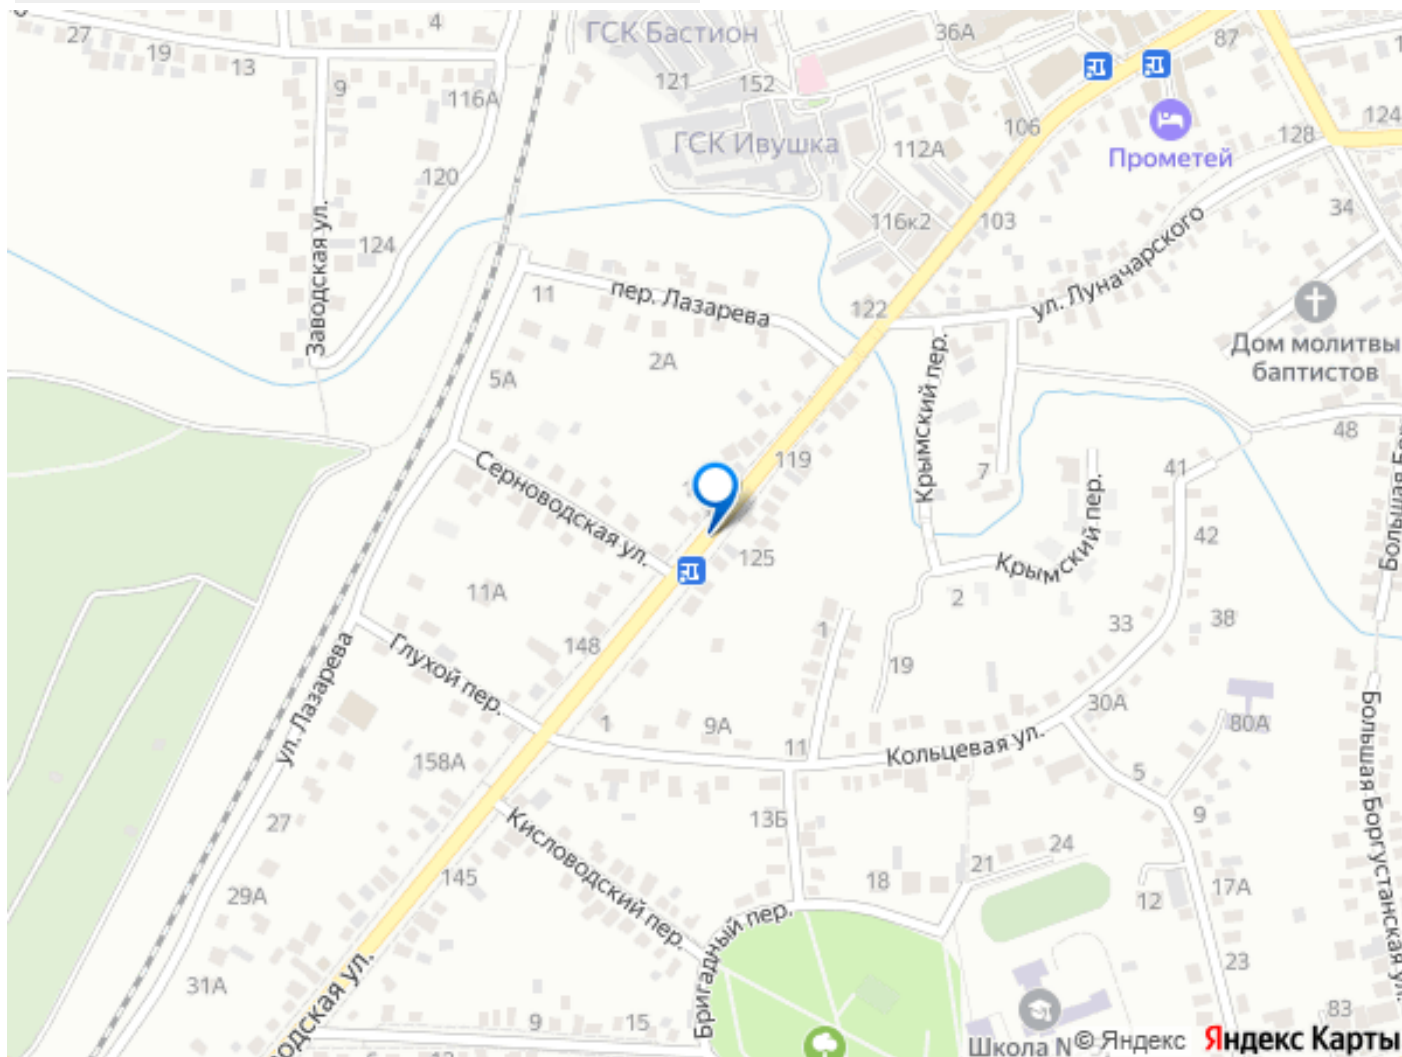 27
19
13
4
9
116А
120
124
Заводская ул.
ГСК Бастион
121
152
36А
87
ГСК Ивушка
112А
106
Прометей
128
124
34
116к2
103
ул. Луначарского
122
11
пер. Лазарева
2А
5А
Дом молитвы
баптистов
Крымский пер.
119
7
41
48
Серноводская ул.
125
Крымский пер.
42
11А
2
33
38
148
1
19
Глухой пер.
ул. Лазарева
1
9А
11
30А
80А
Кольцевая ул.
158А
5
27
13Б
9
Кисловодский пер.
145
18
21
24
12
17А
29А
Бригадный пер.
Большая Боргустанская ул.
31А
23
9
15
83
Школа N
© Яндекс
Яндекс Карты